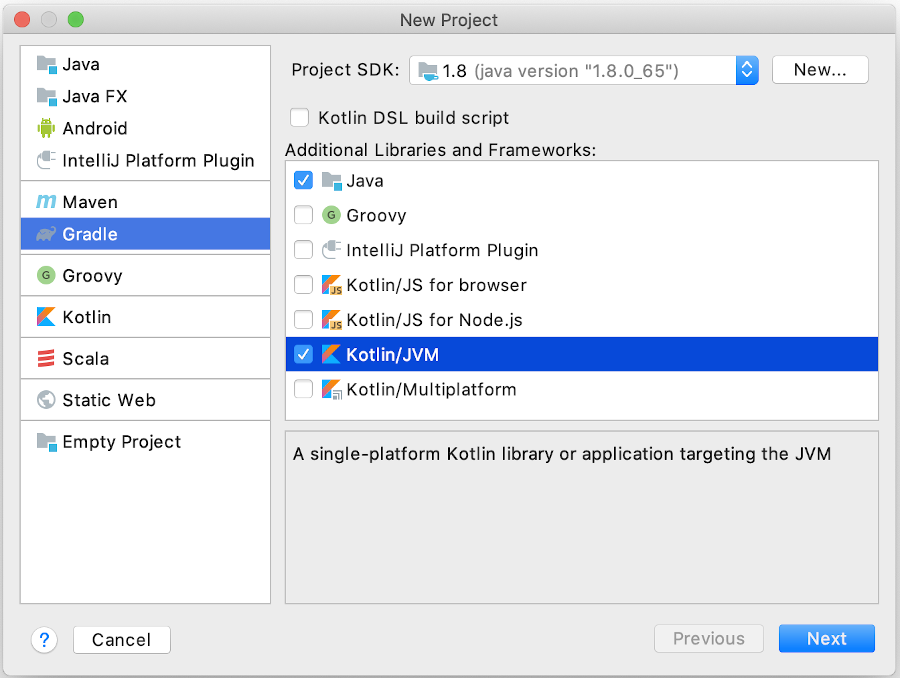 New Project
Java
Java FX
Android
IntelliJ Platform Plugin
m Maven
Gradle
G Groovy
Kotlin
Scala
Static Web
Empty Project
Project SDK: 1.8 (java version "1.8.0_65") New...
Kotlin DSL build script
Additional Libraries and Frameworks:
Java
G Groovy
IntelliJ Platform Plugin
JS Kotlin/JS for browser
JS Kotlin/JS for Node.js
Kotlin/JVM
Kotlin/Multiplatform
A single-platform Kotlin library or application targeting the JVM
? Cancel Previous Next